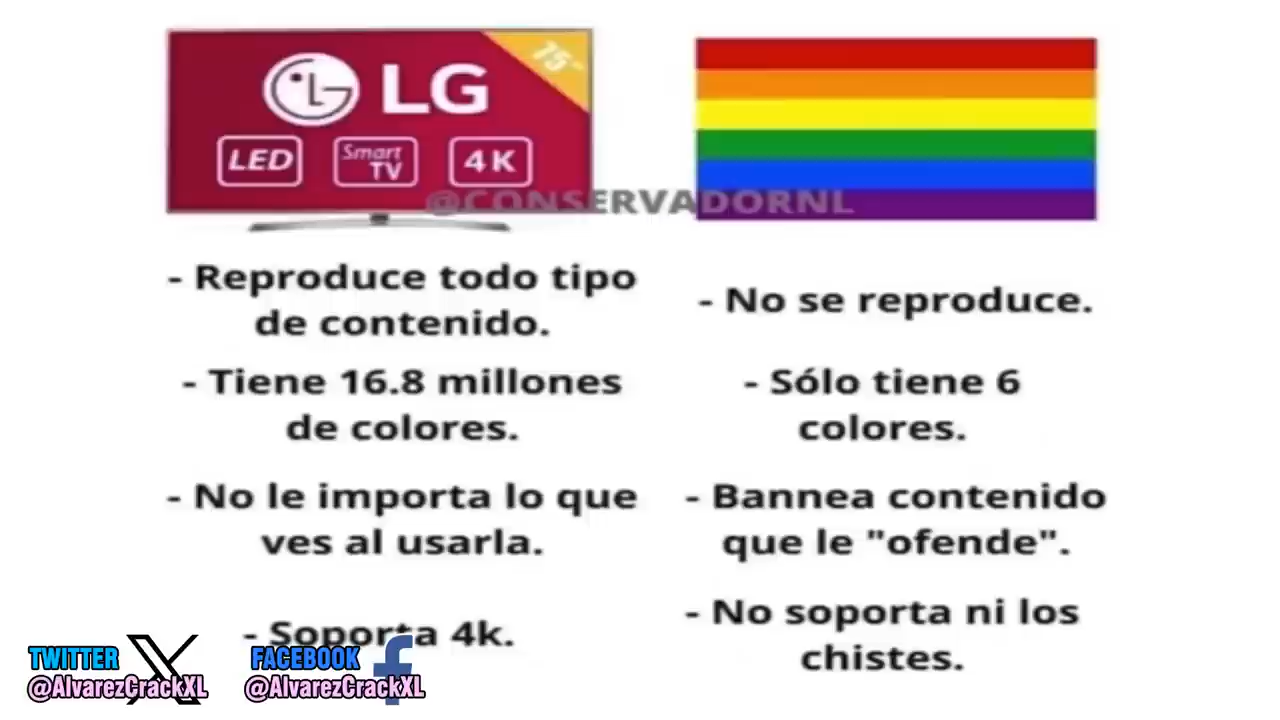 LG
75"
LED
Smart
TV
4K
@CONSERVADORNL
- Reproduce todo tipo
de contenido.
- Tiene 16.8 millones
de colores.
- No le importa lo que
ves al usarla.
- Soporta 4k.
- No se reproduce.
- Sólo tiene 6
colores.
- Bannea contenido
que le "ofende".
- No soporta ni los
chistes.
TWITTER
@AlvarezCrackXL
FACEBOOK
@AlvarezCrackXL